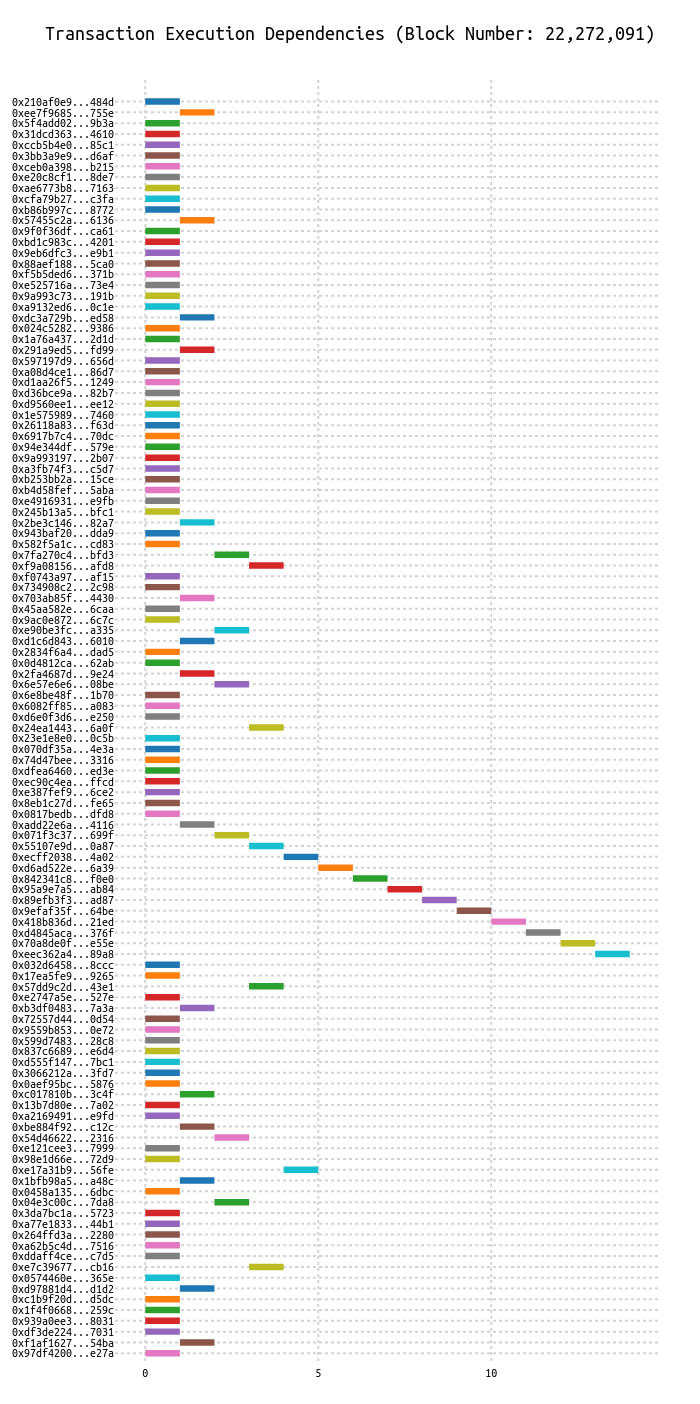 Transaction Execution Dependencies (Block Number: 22,272,091)
0x210af0e9...484d
0xee7f9685...755e
0x5f4add02...9b3a
0x31dcd363...4610
0xccb5b4e0...85c1
0x3bb3a9e9...d6af
0xceb0a398...b215
0xe20c8cf1...8de7
0xae6773b8...7163
0xcfa79b27...c3fa
0xb86b997c...8772
0x57455c2a...6136
0x9f0f36df...ca61
0xbd1c983c...4201
0x9eb6dfc3...e9b1
0x88aef188...5ca0
0xf5b5ded6...371b
0xe525716a...73e4
0x9a993c73...191b
0xa9132ed6...0c1e
0xdc3a729b...ed58
0x024c5282...9386
0x1a76a437...2d1d
0x291a9ed5...fd99
0x597197d9...656d
0xa08d4ce1...86d7
0xd1aa26f5...1249
0xd36bce9a...82b7
0xd9560ee1...ee12
0x1e575989...7460
0x26118a83...f63d
0x6917b7c4...70dc
0x94e344df...579e
0x9a993197...2b07
0xa3fb74f3...c5d7
0xb253bb2a...15ce
0xb4d58fef...5aba
0xe4916931...e9fb
0x245b13a5...bfc1
0x2be3c146...82a7
0x943baf20...dda9
0x582f5a1c...cd83
0x7fa270c4...bfd3
0xf9a08156...afd8
0xf0743a97...af15
0x734908c2...2c98
0x703ab85f...4430
0x45aa582e...6caa
0x9ac0e872...6c7c
0xe90be3fc...a335
0xd1c6d843...6010
0x2834f6a4...dad5
0x0d4812ca...62ab
0x2fa4687d...9e24
0x6e57e6e6...08be
0x6e8be48f...1b70
0x6082ff85...a083
0xd6e0f3d6...e250
0x24ea1443...6a0f
0x23e1e8e0...0c5b
0x070df35a...4e3a
0x74d47bee...3316
0xdfea6460...ed3e
0xec90c4ea...ffcd
0xe387fef9...6ce2
0x8eb1c27d...fe65
0x0817bedb...dfd8
0xadd22e6a...4116
0x071f3c37...699f
0x55107e9d...0a87
0xecff2038...4a02
0xd6ad522e...6a39
0x842341c8...f0e0
0x95a9e7a5...ab84
0x89efb3f3...ad87
0x9efaf35f...64be
0x418b836d...21ed
0xd4845aca...376f
0x70a8de0f...e55e
0xeec362a4...89a8
0x032d6458...8ccc
0x17ea5fe9...9265
0x57dd9c2d...43e1
0xe2747a5e...527e
0xb3df0483...7a3a
0x72557d44...0d54
0x9559b853...0e72
0x599d7483...28c8
0x837c6689...e6d4
0xd555f147...7bc1
0x3066212a...3fd7
0x0aef95bc...5876
0xc017810b...3c4f
0x13b7d80e...7a02
0xa2169491...e9fd
0xbe884f92...c12c
0x54d46622...2316
0xe121cee3...7999
0x98e1d66e...72d9
0xe17a31b9...56fe
0x1bfb98a5...a48c
0x0458a135...6dbc
0x04e3c00c...7da8
0x3da7bc1a...5723
0xa77e1833...44b1
0x264ffd3a...2280
0xa62b5c4d...7516
0xddaff4ce...c7d5
0xe7c39677...cb16
0x0574460e...365e
0xd97881d4...d1d2
0xc1b9f20d...d5dc
0x1f4f0668...259c
0x939a0ee3...8031
0xdf3de224...7031
0xf1af1627...54ba
0x97df4200...e27a
0 5 10